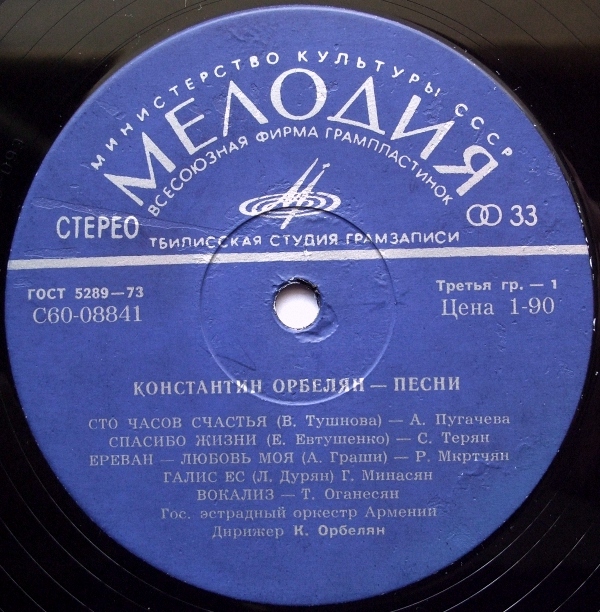 МИНИСТЕРСТВО КУЛЬТУРЫ СССР
МЕЛОДИЯ
ВСЕСОЮЗНАЯ ФИРМА ГРАМПЛАСТИНОК
СТЕРЕО
33
ТБИЛИССКАЯ СТУДИЯ ГРАМЗАПИСИ
ГОСТ 5289—73
Третья гр. — 1
С60-08841
Цена 1-90
КОНСТАНТИН ОРБЕЛЯН — ПЕСНИ
СТО ЧАСОВ СЧАСТЬЯ (В. Тушнова) — А. Пугачева
СПАСИБО ЖИЗНИ (Е. Евтушенко) — С. Терян
ЕРЕВАН — ЛЮБОВЬ МОЯ (А. Граши) — Р. Мкртчян
ГАЛИС ЕС (Л. Дурян) Г. Минасян
ВОКАЛИЗ — Т. Оганесян
Гос. эстрадный оркестр Армений
Дирижер К. Орбелян